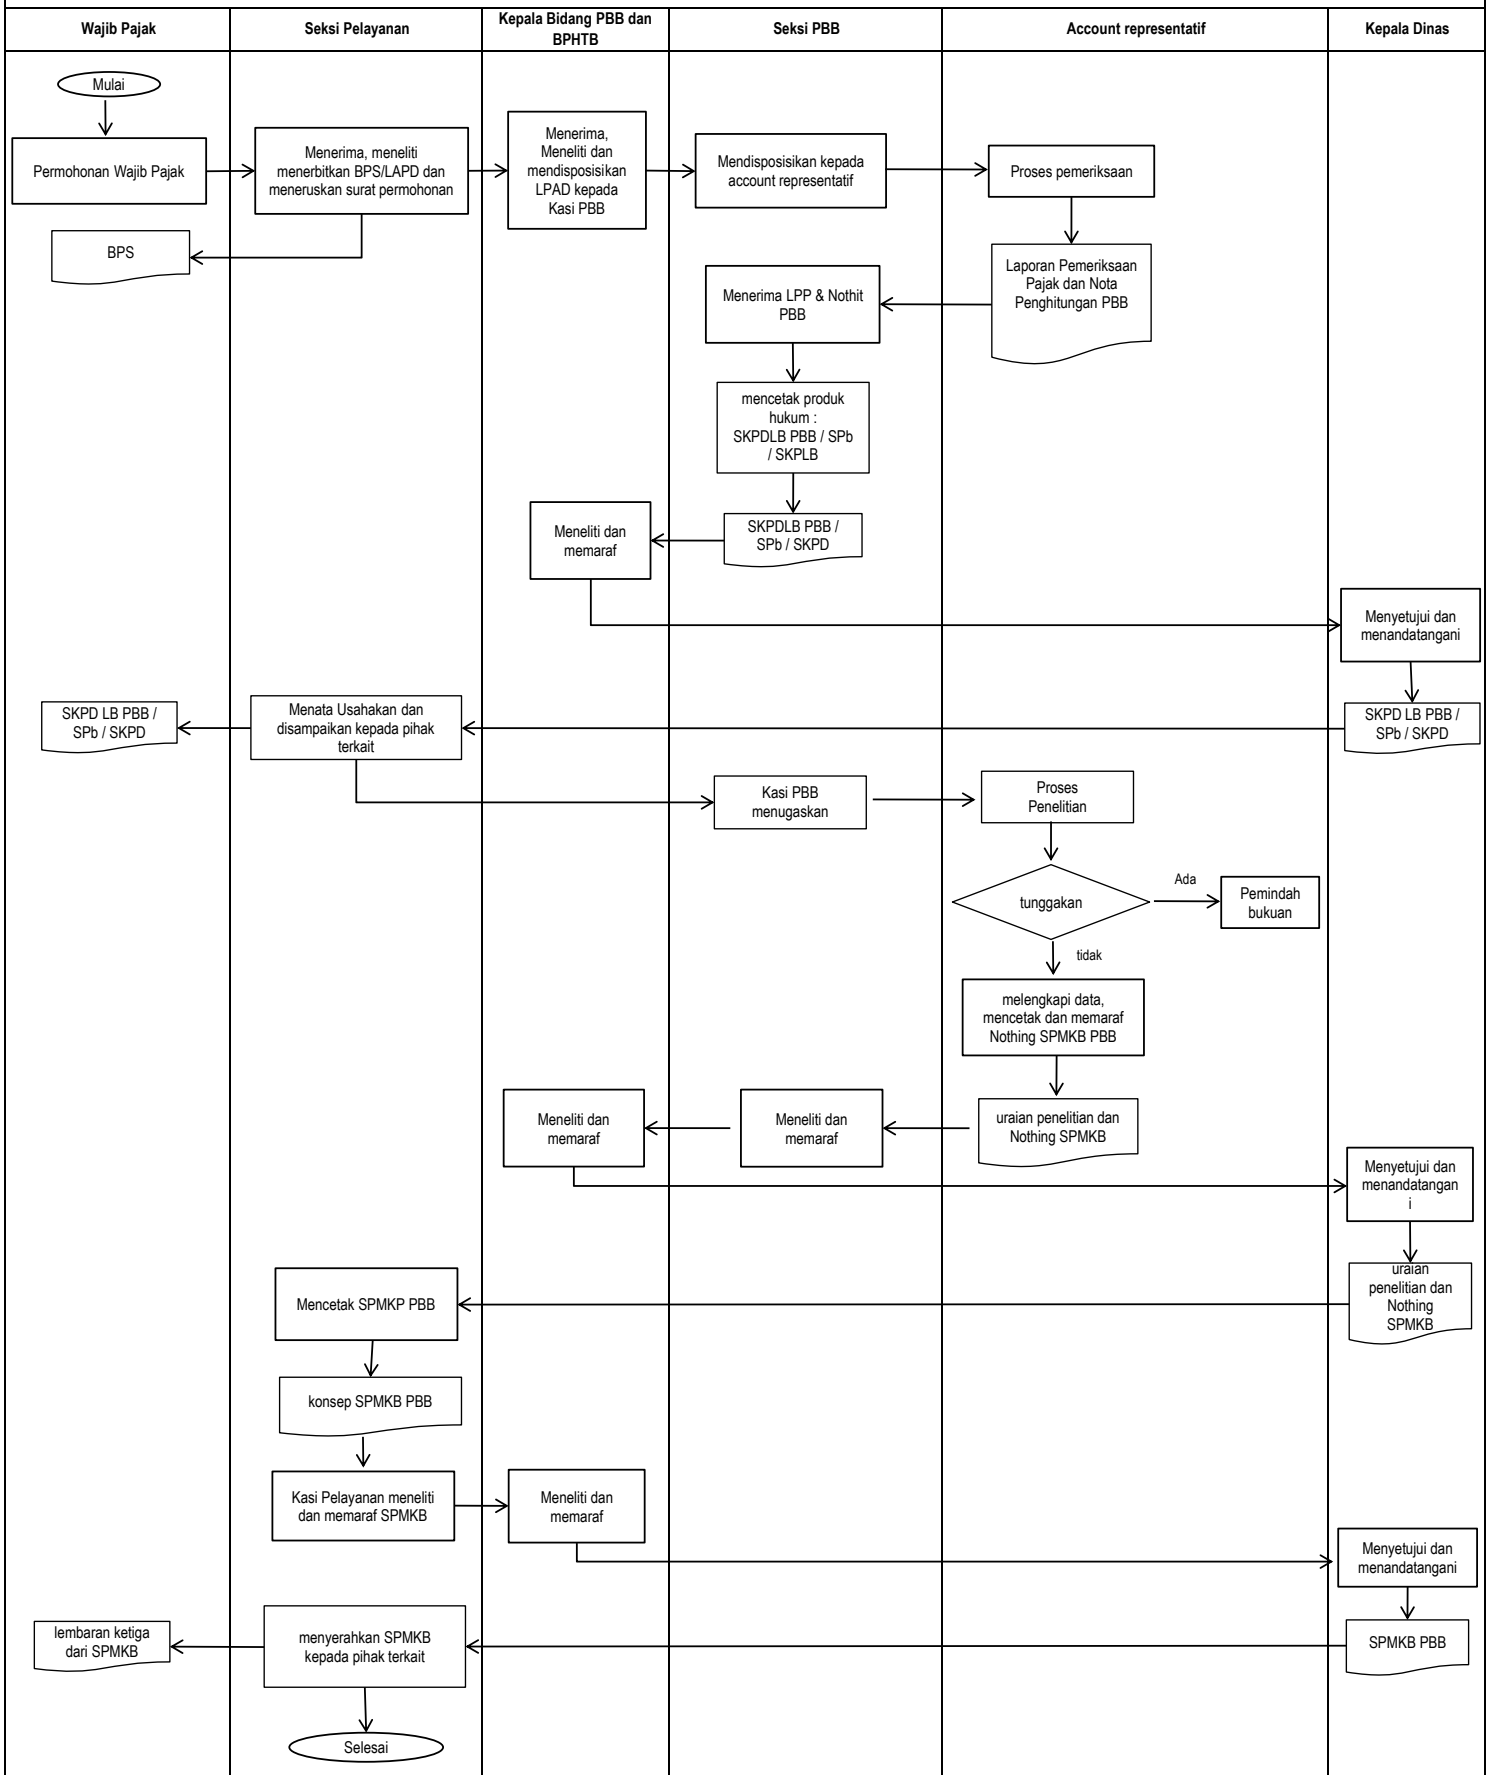 Wajib Pajak
Seksi Pelayanan
Kepala Bidang PBB dan
BPHTB
Seksi PBB
Account representatif
Kepala Dinas
Mulai
Permohonan Wajib Pajak
Menerima, meneliti
menerbitkan BPS/LAPD dan
meneruskan surat permohonan
Menerima,
Meneliti dan
mendisposisikan
LPAD kepada
Kasi PBB
Mendisposisikan kepada
account representatif
Proses pemeriksaan
BPS
Laporan Pemeriksaan
Pajak dan Nota
Penghitungan PBB
Menerima LPP & Nothit
PBB
mencetak produk
hukum :
SKPDLB PBB / SPb
/ SKPLB
SKPDLB PBB /
SPb / SKPD
Meneliti dan
memaraf
Menyetujui dan
menandatangani
SKPD LB PBB /
SPb / SKPD
Menata Usahakan dan
disampaikan kepada pihak
terkait
SKPD LB PBB /
SPb / SKPD
Kasi PBB
menugaskan
Proses
Penelitian
tunggakan
Ada
Pemindah
bukuan
tidak
melengkapi data,
mencetak dan memaraf
Nothing SPMKB PBB
uraian penelitian dan
Nothing SPMKB
Meneliti dan
memaraf
Meneliti dan
memaraf
Menyetujui dan
menandatangan
i
uraian
penelitian dan
Nothing
SPMKB
Mencetak SPMKP PBB
konsep SPMKB PBB
Kasi Pelayanan meneliti
dan memaraf SPMKB
Meneliti dan
memaraf
Menyetujui dan
menandatangani
SPMKB PBB
menyerahkan SPMKB
kepada pihak terkait
lembaran ketiga
dari SPMKB
Selesai